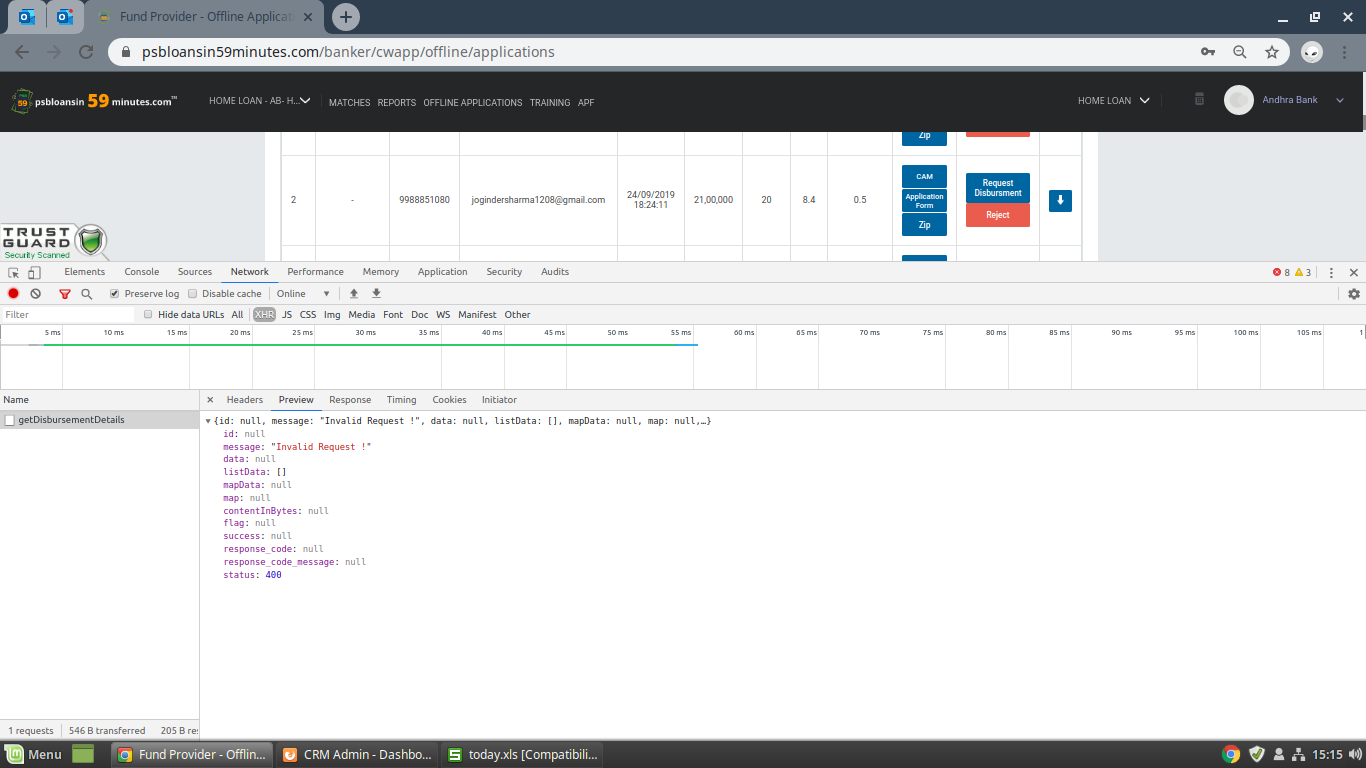 Fund Provider - Offline Applicat
psbloansin59minutes.com/banker/cwapp/offline/applications
psbloansin 59 minutes.com™
HOME LOAN - AB- H... MATCHES REPORTS OFFLINE APPLICATIONS TRAINING APF HOME LOAN Andhra Bank
Zip
2 - 9988851080 jogindersharma1208@gmail.com 24/09/2019 18:24:11 21,00,000 20 8.4 0.5
CAM
Application Form
Zip
Request Disbursment
Reject
TRUST
GUARD
Security Scanned
Elements Console Sources Network Performance Memory Application Security Audits 8 3
Preserve log Disable cache Online
Filter Hide data URLs All XHR JS CSS Img Media Font Doc WS Manifest Other
5 ms 10 ms 15 ms 20 ms 25 ms 30 ms 35 ms 40 ms 45 ms 50 ms 55 ms 60 ms 65 ms 70 ms 75 ms 80 ms 85 ms 90 ms 95 ms 100 ms 105 ms 1
Name Headers Preview Response Timing Cookies Initiator
getDisbursementDetails
{id: null, message: "Invalid Request !", data: null, listData: [], mapData: null, map: null,…}
id: null
message: "Invalid Request !"
data: null
listData: []
mapData: null
map: null
contentInBytes: null
flag: null
success: null
response_code: null
response_code_message: null
status: 400
1 requests 546 B transferred 205 B re
Menu Fund Provider - Offlin... CRM Admin - Dashbo... today.xls [Compatibili... 15:15